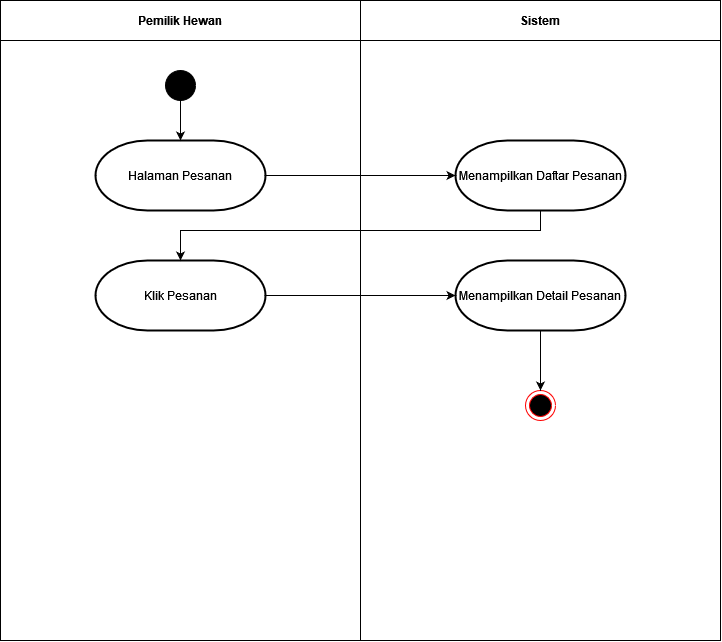 Pemilik Hewan
Sistem
Halaman Pesanan
Menampilkan Daftar Pesanan
Klik Pesanan
Menampilkan Detail Pesanan